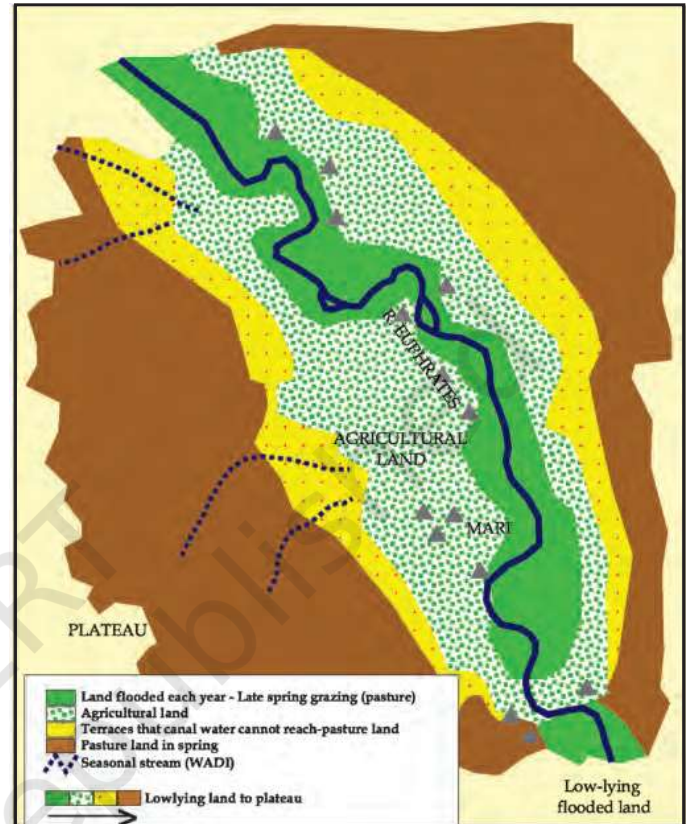 R. EUPHRATES
AGRICULTURAL
LAND
MARI
PLATEAU
Land flooded each year - Late spring grazing (pasture)
Agricultural land
Terraces that canal water cannot reach-pasture land
Pasture land in spring
Seasonal stream (WADI)
Lowlying land to plateau
Low-lying
flooded land